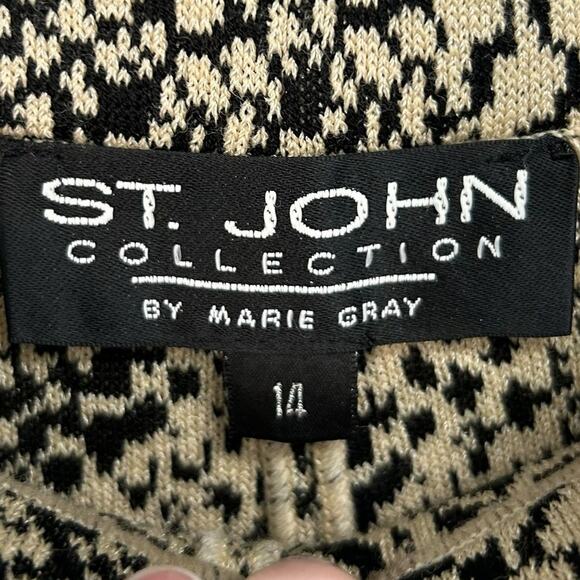 ST. JOHN
COLLECTION
BY MARIE GRAY
14